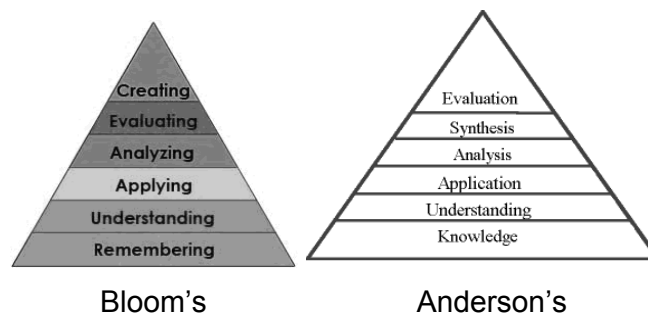 Creating
Evaluating
Analyzing
Applying
Understanding
Remembering
Bloom's
Evaluation
Synthesis
Analysis
Application
Understanding
Knowledge
Anderson's